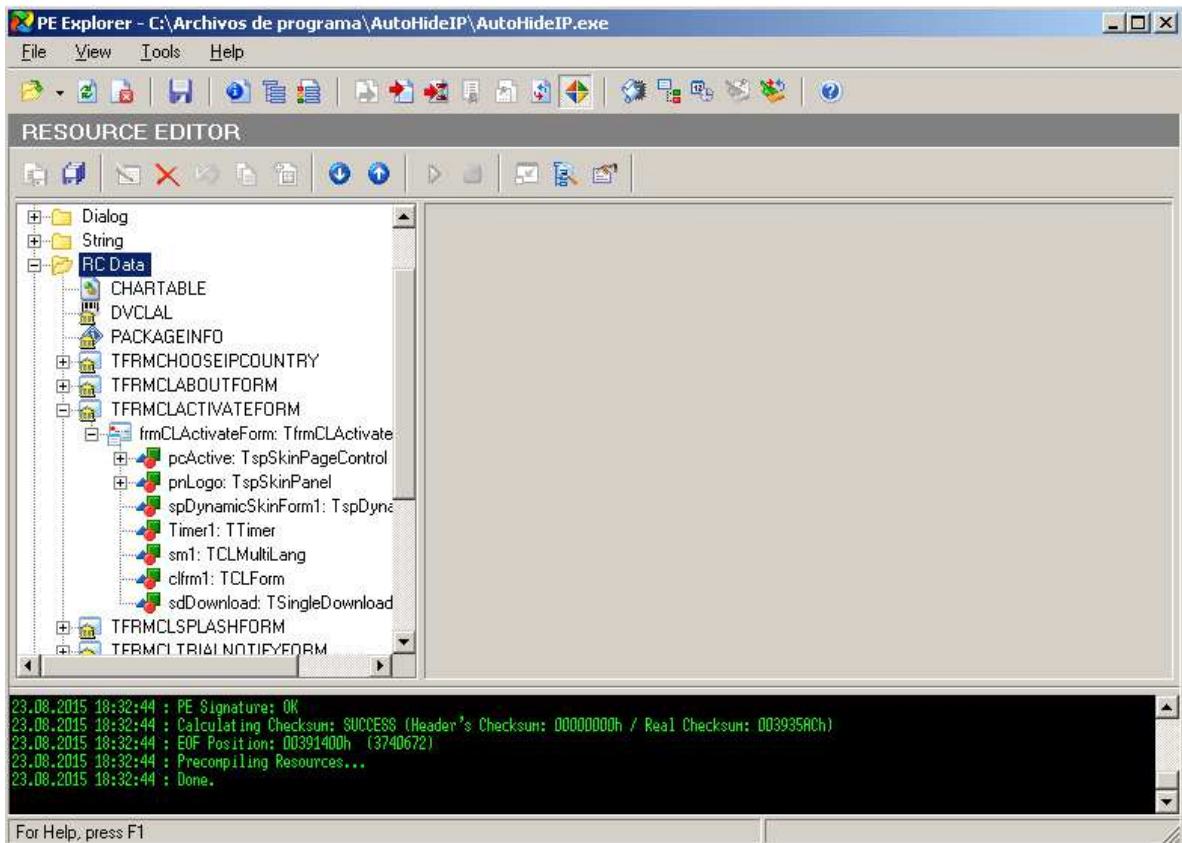 PE Explorer - C:\Archivos de programa\AutoHideIP\AutoHideIP.exe
File View Tools Help
RESOURCE EDITOR
Dialog
String
RC Data
CHARTABLE
DVCLAL
PACKAGEINFO
TFRMCHOOSEIPCOUNTRY
TFRMCLABOUTFORM
TFRMCLACTIVATEFORM
frmCLActivateForm: TfrmCLActivate
pcActive: TspSkinPageControl
pnLogo: TspSkinPanel
spDynamicSkinForm1: TspDyna
Timer1: TTimer
sm1: TCLMultiLang
clfrm1: TCLForm
sdDownload: TSingleDownload
TFRMCLSPLASHFORM
TFRMCLTRIALNOTIFYFORM
23.08.2015 18:32:44 : PE Signature: OK
23.08.2015 18:32:44 : Calculating Checksum: SUCCESS (Header's Checksum: 00000000h / Real Checksum: 003935ACh)
23.08.2015 18:32:44 : EOF Position: 00391400h (3740672)
23.08.2015 18:32:44 : Precompiling Resources...
23.08.2015 18:32:44 : Done.
For Help, press F1